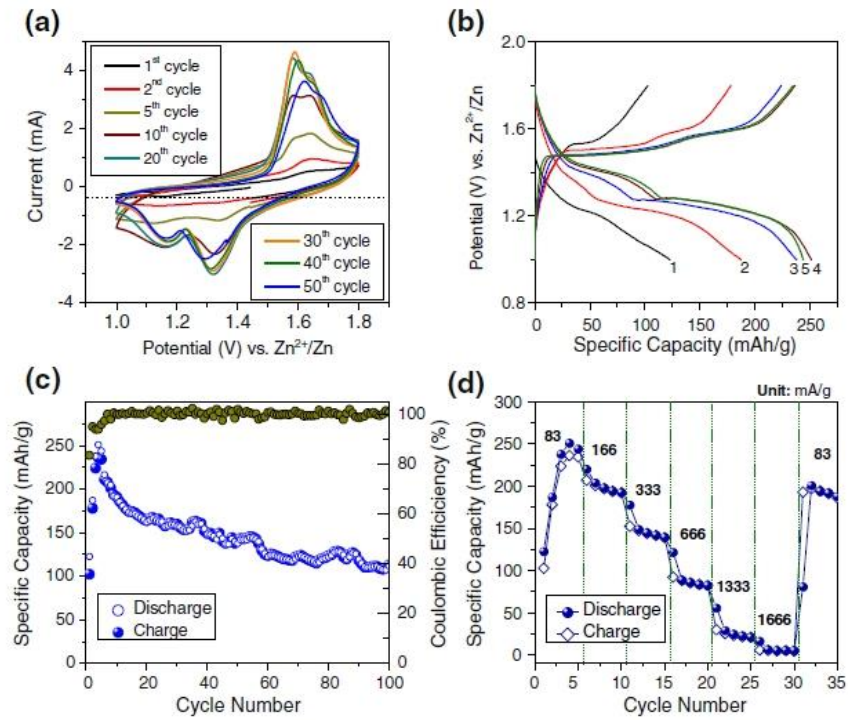 (a)
1st cycle
2nd cycle
5th cycle
10th cycle
20th cycle
30th cycle
40th cycle
50th cycle
4
2
0
-2
-4
Current (mA)
1.0 1.2 1.4 1.6 1.8
Potential (V) vs. Zn2+/Zn
(b)
2.0
1.6
1.2
0.8
Potential (V) vs. Zn2+/Zn
1 2 3 5 4
0 50 100 150 200 250
Specific Capacity (mAh/g)
(c)
250
200
150
100
50
0
Specific Capacity (mAh/g)
100
80
60
40
20
0
Coulombic Efificiency (%)
Discharge
Charge
0 20 40 60 80 100
Cycle Number
(d)
Unit: mA/g
300
250
200
150
100
50
0
Specific Capacity (mAh/g)
83 166 333 666 1333 1666 83
Discharge
Charge
0 5 10 15 20 25 30 35
Cycle Number